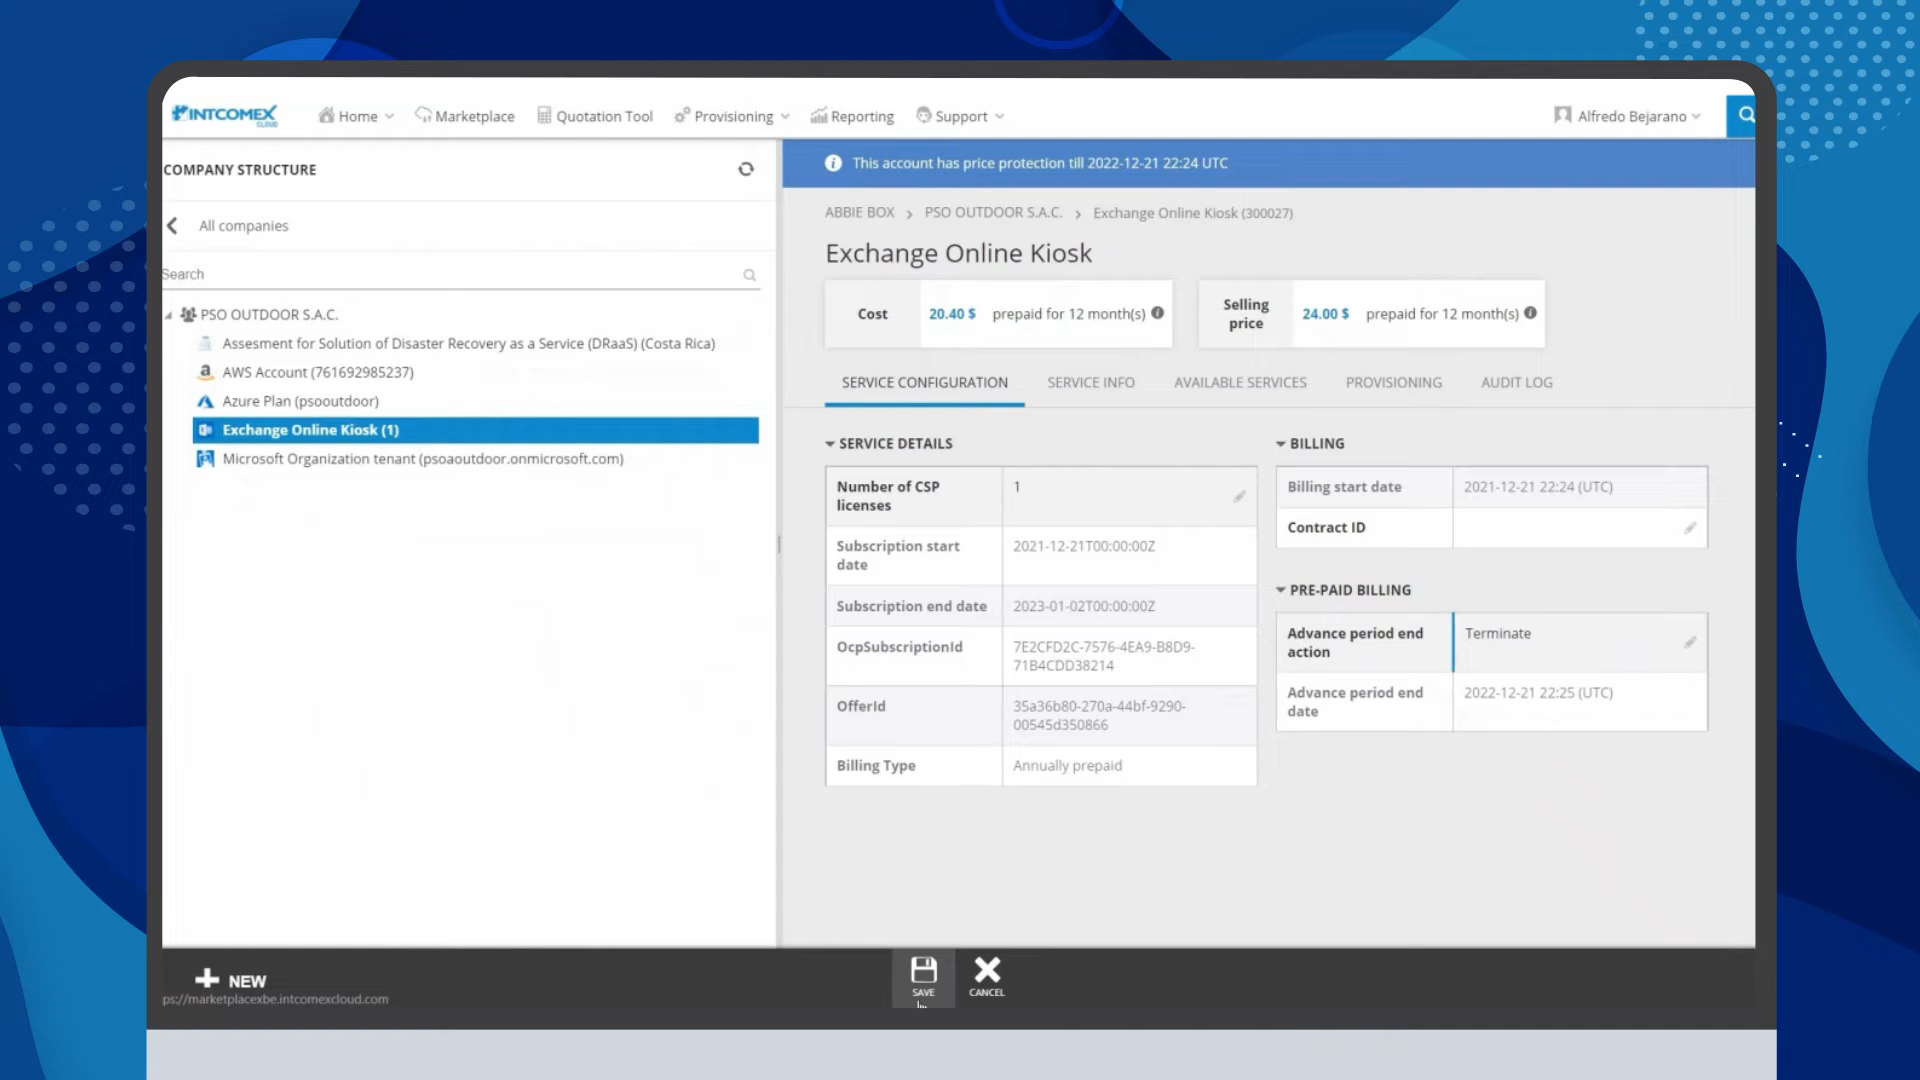 INTCOMEX
CLOUD
Home
Marketplace
Quotation Tool
Provisioning
Reporting
Support
Alfredo Bejarano
COMPANY STRUCTURE
All companies
Search
PSO OUTDOOR S.A.C.
Assesment for Solution of Disaster Recovery as a Service (DRaaS) (Costa Rica)
AWS Account (761692985237)
Azure Plan (psooutdoor)
Exchange Online Kiosk (1)
Microsoft Organization tenant (psoaoutdoor.onmicrosoft.com)
This account has price protection till 2022-12-21 22:24 UTC
ABBIE BOX > PSO OUTDOOR S.A.C. > Exchange Online Kiosk (300027)
Exchange Online Kiosk
Cost
20.40 $ prepaid for 12 month(s)
Selling
price
24.00 $ prepaid for 12 month(s)
SERVICE CONFIGURATION
SERVICE INFO
AVAILABLE SERVICES
PROVISIONING
AUDIT LOG
SERVICE DETAILS
Number of CSP
licenses
1
Subscription start
date
2021-12-21T00:00:00Z
Subscription end date
2023-01-02T00:00:00Z
OcpSubscriptionId
7E2CFD2C-7576-4EA9-B8D9-
71B4CDD38214
OfferId
35a36b80-270a-44bf-9290-
00545d350866
Billing Type
Annually prepaid
BILLING
Billing start date
2021-12-21 22:24 (UTC)
Contract ID
PRE-PAID BILLING
Advance period end
action
Terminate
Advance period end
date
2022-12-21 22:25 (UTC)
NEW
ps://marketplacexbe.intcomexcloud.com
SAVE
CANCEL